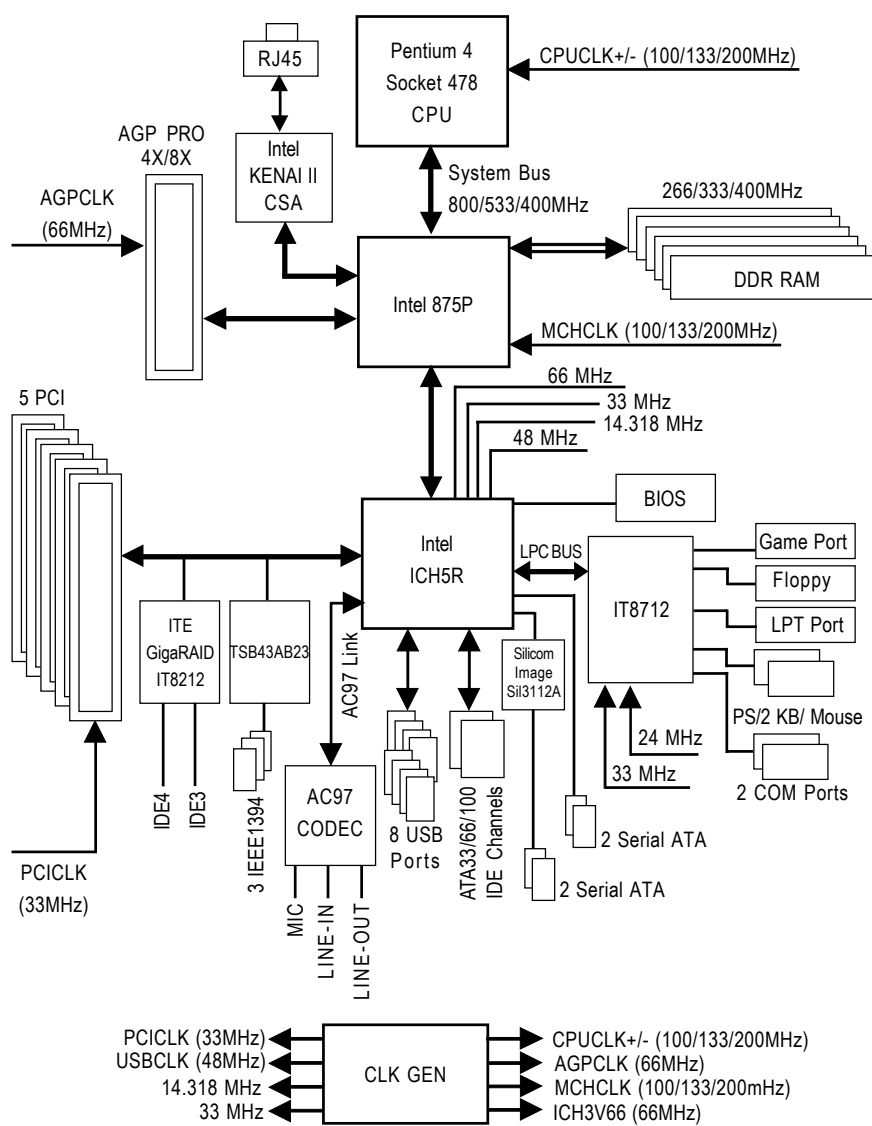 RJ45
Pentium 4
Socket 478
CPU
CPUCLK+/- (100/133/200MHz)
AGP PRO
4X/8X
Intel
KENAI II
CSA
System Bus
800/533/400MHz
AGPCLK
(66MHz)
266/333/400MHz
DDR RAM
Intel 875P
MCHCLK (100/133/200MHz)
66 MHz
33 MHz
14.318 MHz
48 MHz
5 PCI
BIOS
Intel
ICH5R
LPC BUS
IT8712
Game Port
Floppy
LPT Port
PS/2 KB/ Mouse
2 COM Ports
24 MHz
33 MHz
ITE
GigaRAID
IT8212
TSB43AB23
AC97 Link
Silicom
Image
Sil3112A
IDE4
IDE3
3 IEEE1394
AC97
CODEC
8 USB
Ports
ATA33/66/100
IDE Channels
2 Serial ATA
2 Serial ATA
PCICLK
(33MHz)
MIC
LINE-IN
LINE-OUT
CLK GEN
PCICLK (33MHz)
USBCLK (48MHz)
14.318 MHz
33 MHz
CPUCLK+/- (100/133/200MHz)
AGPCLK (66MHz)
MCHCLK (100/133/200mHz)
ICH3V66 (66MHz)